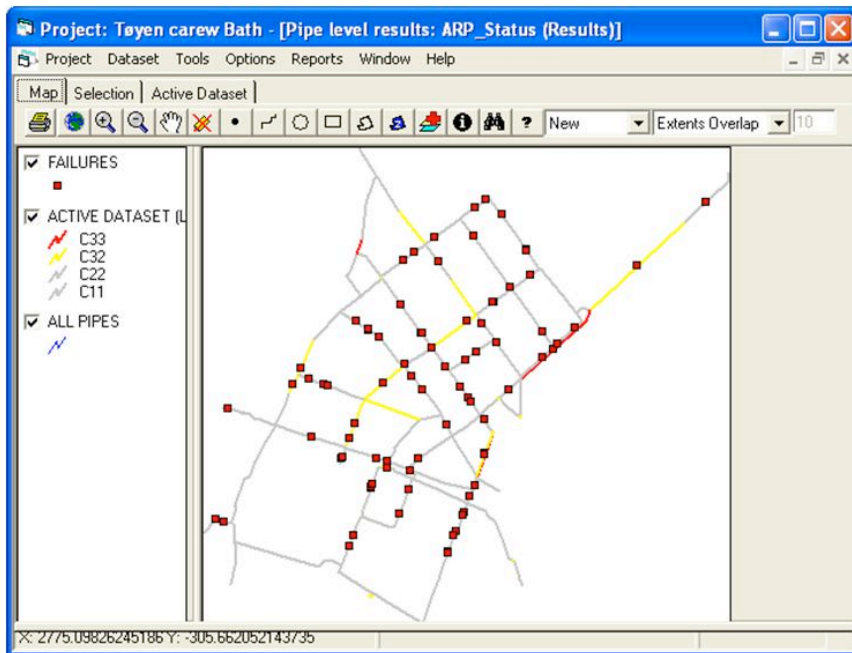 Project: Tøyen carew Bath - [Pipe level results: ARP_Status (Results)]
Project Dataset Tools Options Reports Window Help
Map Selection Active Dataset
? New Extents Overlap 10
FAILURES
ACTIVE DATASET (L
C33
C32
C22
C11
ALL PIPES
X: 2775.09826245186 Y: -305.662052143735